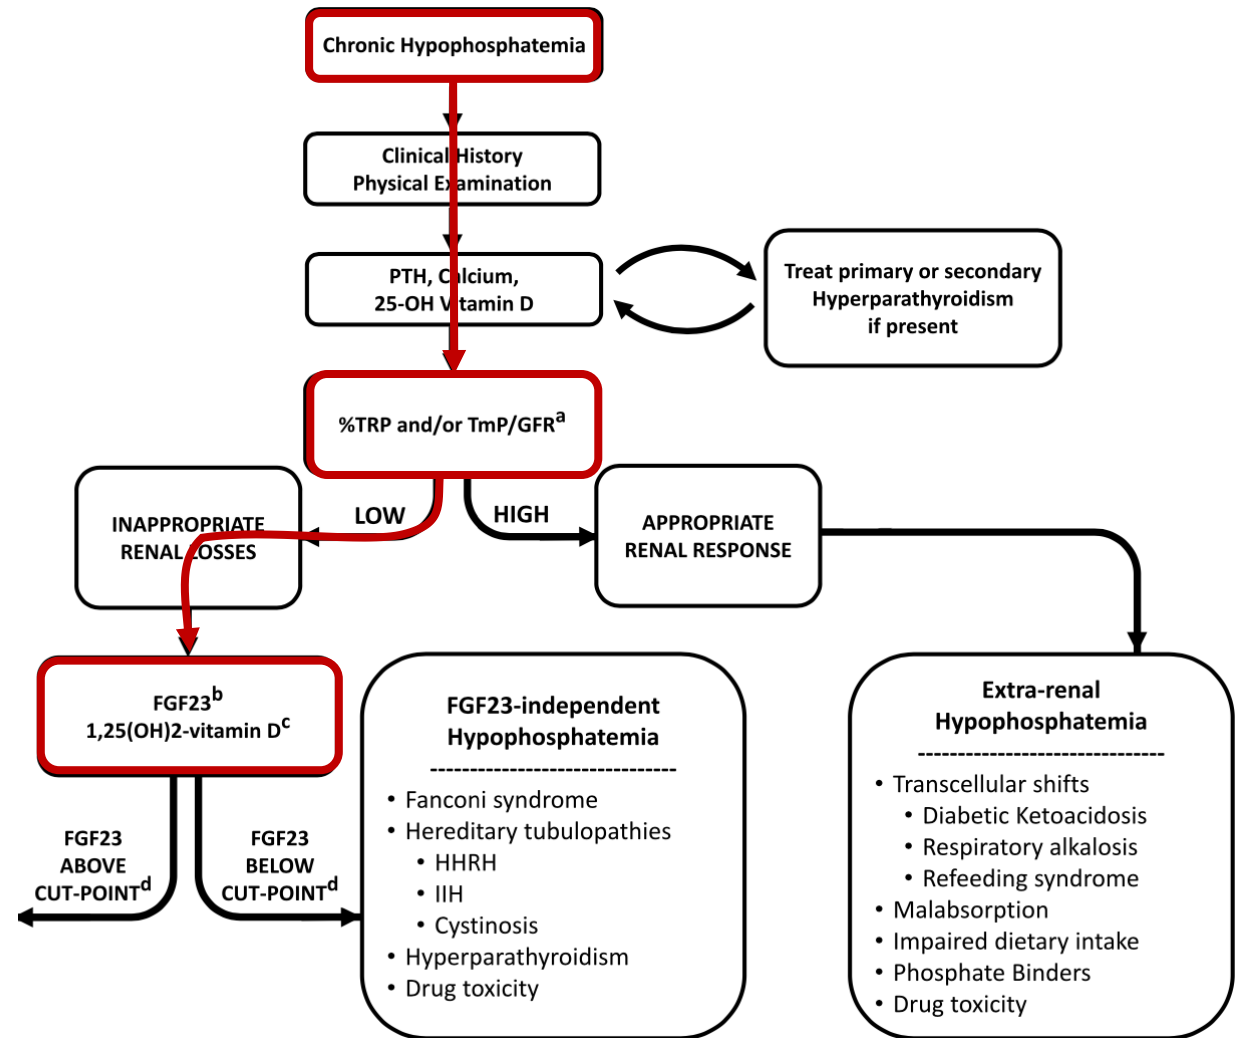 Chronic Hypophosphatemia
Clinical History
Physical Examination
PTH, Calcium,
25-OH Vitamin D
Treat primary or secondary
Hyperparathyroidism
if present
%TRP and/or TmP/GFRa
LOW
HIGH
INAPPROPRIATE
RENAL LOSSES
APPROPRIATE
RENAL RESPONSE
FGF23b
1,25(OH)2-vitamin Dc
FGF23
ABOVE
CUT-POINTd
FGF23
BELOW
CUT-POINTd
FGF23-independent
Hypophosphatemia
-------------------------------
• Fanconi syndrome
• Hereditary tubulopathies
• HHRH
• IIH
• Cystinosis
• Hyperparathyroidism
• Drug toxicity
Extra-renal
Hypophosphatemia
-------------------------------
• Transcellular shifts
• Diabetic Ketoacidosis
• Respiratory alkalosis
• Refeeding syndrome
• Malabsorption
• Impaired dietary intake
• Phosphate Binders
• Drug toxicity